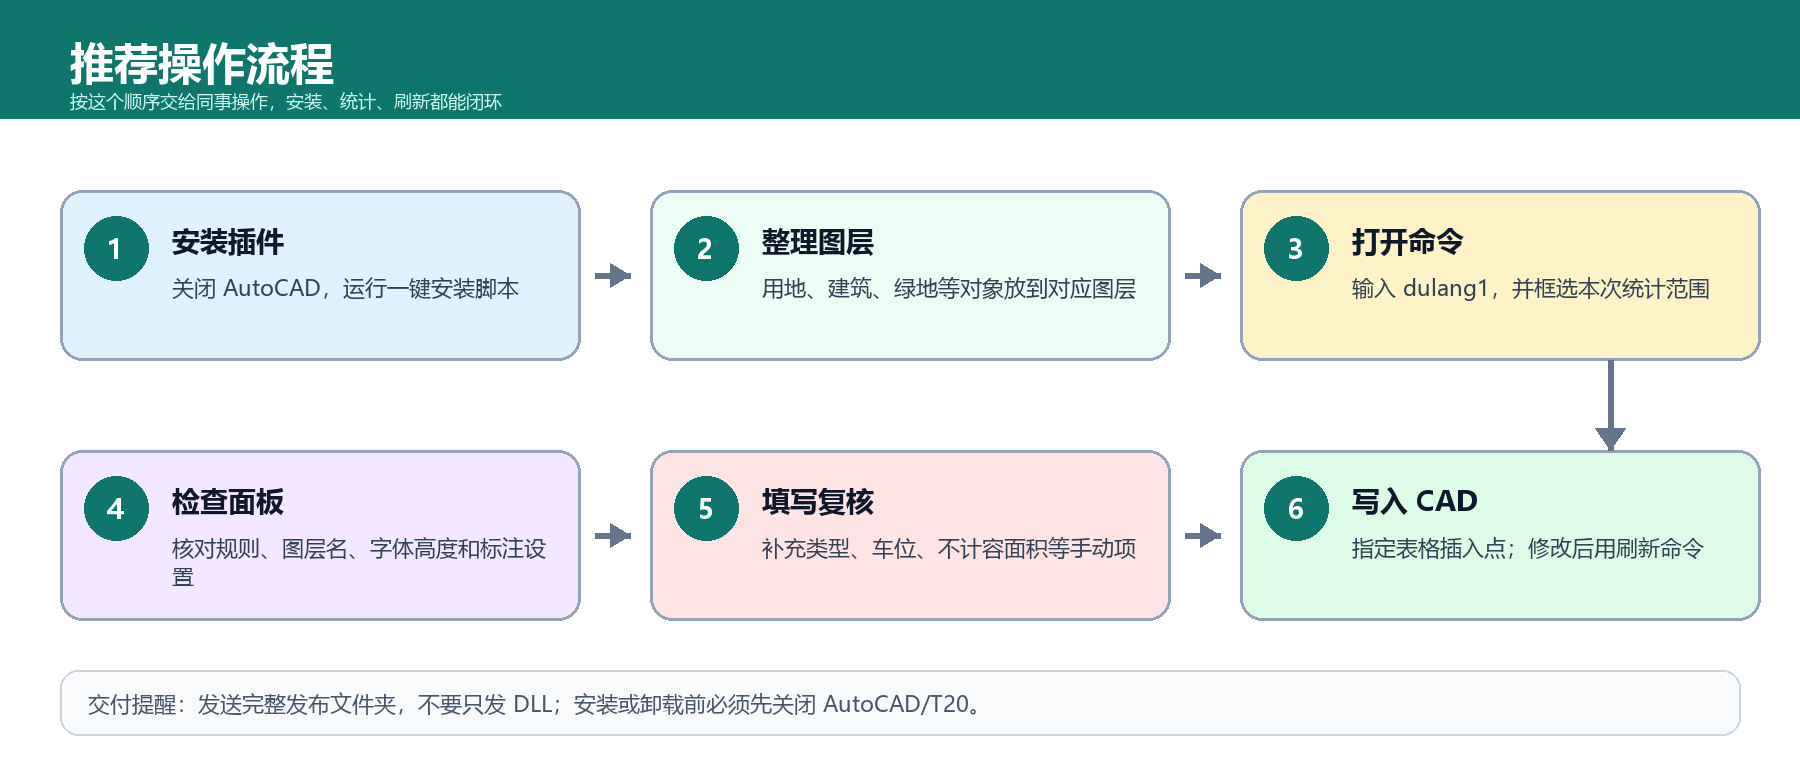 推荐操作流程
按这个顺序交给同事操作，安装、统计、刷新都能闭环
1
安装插件
关闭 AutoCAD，运行一键安装脚本
2
整理图层
用地、建筑、绿地等对象放到对应图层
3
打开命令
输入 dulang1，并框选本次统计范围
4
检查面板
核对规则、图层名、字体高度和标注设
置
5
填写复核
补充类型、车位、不计容面积等手动项
6
写入 CAD
指定表格插入点；修改后用刷新命令
交付提醒：发送完整发布文件夹，不要只发 DLL；安装或卸载前必须先关闭 AutoCAD/T20。